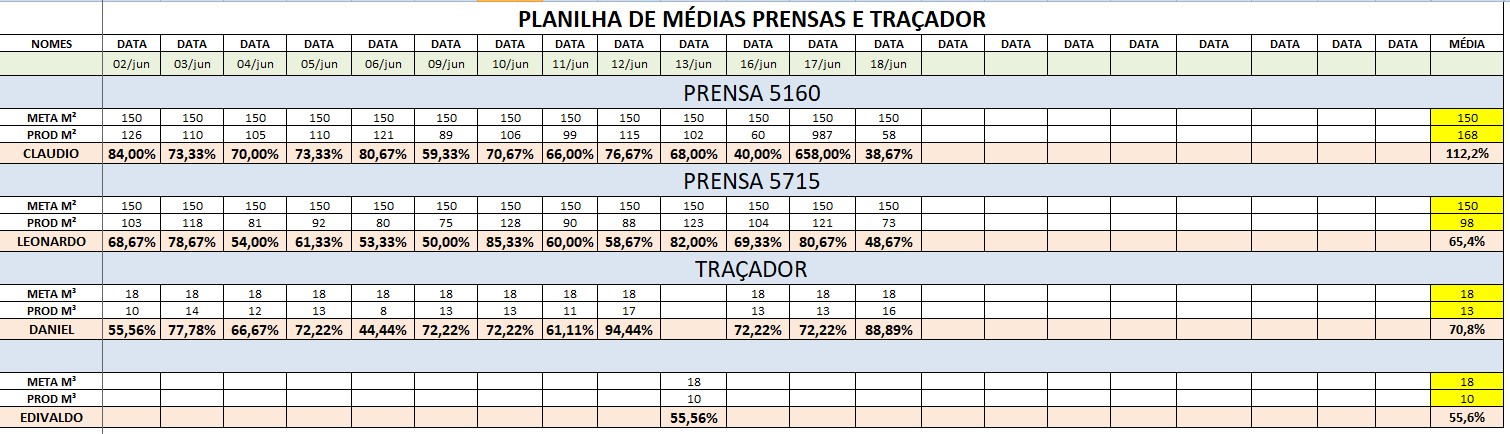 PLANILHA DE MÉDIAS PRENSAS E TRAÇADOR
NOMES DATA DATA DATA DATA DATA DATA DATA DATA DATA DATA DATA DATA DATA DATA DATA DATA DATA DATA DATA DATA DATA MÉDIA
02/jun 03/jun 04/jun 05/jun 06/jun 09/jun 10/jun 11/jun 12/jun 13/jun 16/jun 17/jun 18/jun
PRENSA 5160
META M² 150 150 150 150 150 150 150 150 150 150 150 150 150 150
PROD M² 126 110 105 110 121 89 106 99 115 102 60 987 58 168
CLAUDIO 84,00% 73,33% 70,00% 73,33% 80,67% 59,33% 70,67% 66,00% 76,67% 68,00% 40,00% 658,00% 38,67% 112,2%
PRENSA 5715
META M² 150 150 150 150 150 150 150 150 150 150 150 150 150 150
PROD M² 103 118 81 92 80 75 128 90 88 123 104 121 73 98
LEONARDO 68,67% 78,67% 54,00% 61,33% 53,33% 50,00% 85,33% 60,00% 58,67% 82,00% 69,33% 80,67% 48,67% 65,4%
TRAÇADOR
META M³ 18 18 18 18 18 18 18 18 18 18 18 18 18
PROD M³ 10 14 12 13 8 13 13 11 17 13 13 16 13
DANIEL 55,56% 77,78% 66,67% 72,22% 44,44% 72,22% 72,22% 61,11% 94,44% 72,22% 72,22% 88,89% 70,8%
META M³ 18 18
PROD M³ 10 10
EDIVALDO 55,56% 55,6%